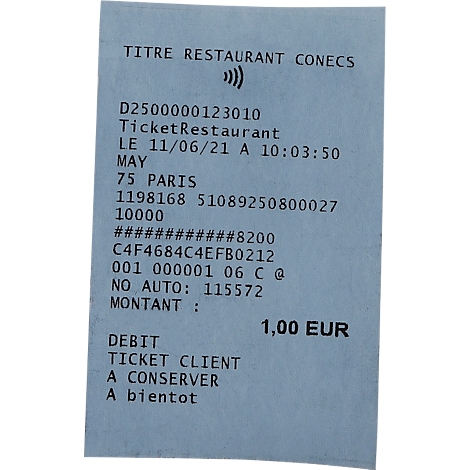 TITRE RESTAURANT CONECS
D2500000123010
TicketRestaurant
LE 11/06/21 A 10:03:50
MAY
75 PARIS
1198168 51089250800027
10000
############8200
C4F4684C4EFB0212
001 000001 06 C @
NO AUTO: 115572
MONTANT :
1,00 EUR
DEBIT
TICKET CLIENT
A CONSERVER
A bientot